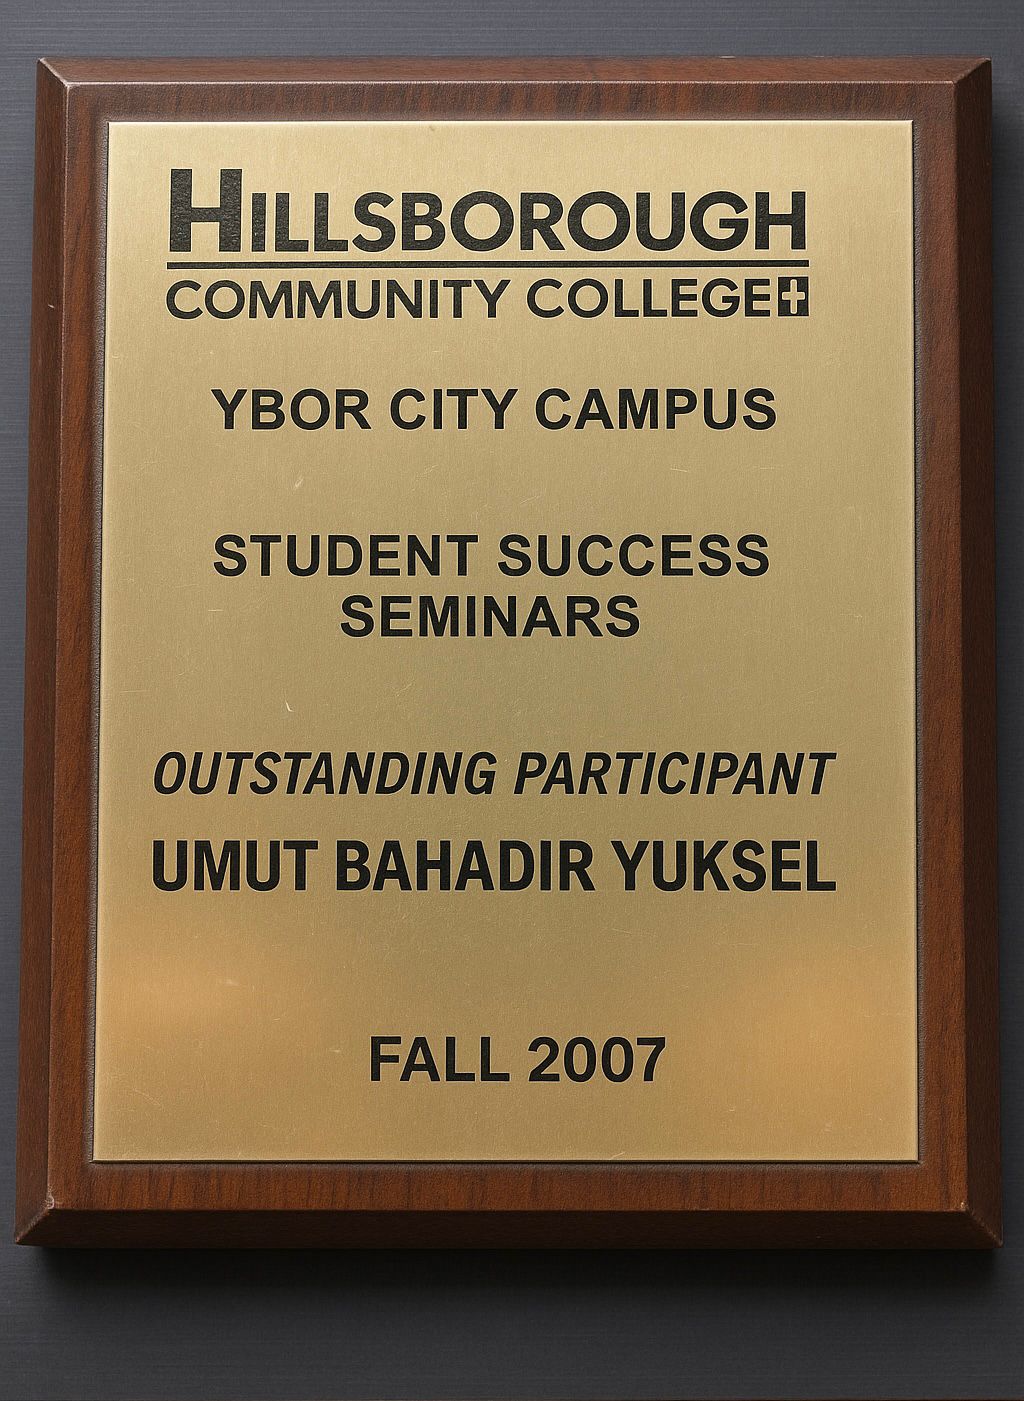 HILLSBOROUGH
COMMUNITY COLLEGE
YBOR CITY CAMPUS
STUDENT SUCCESS
SEMINARS
OUTSTANDING PARTICIPANT
UMUT BAHADIR YUKSEL
FALL 2007